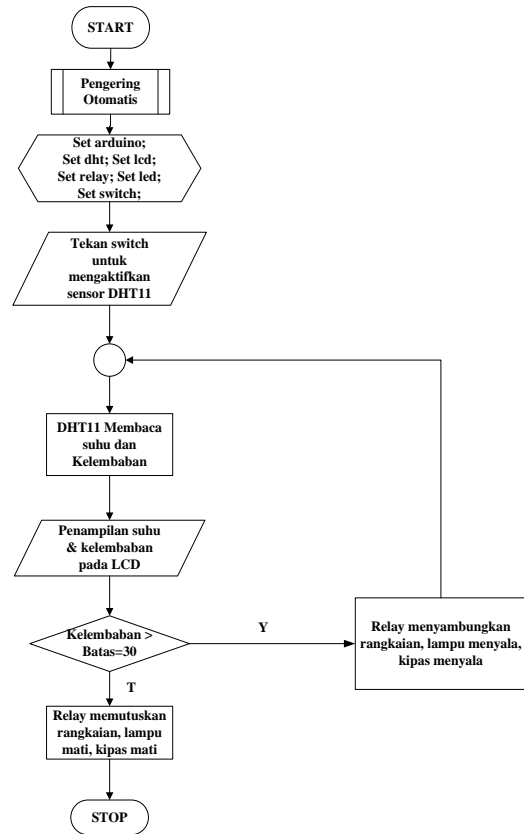 START
Pengering
Otomatis
Set arduino;
Set dht; Set lcd;
Set relay; Set led;
Set switch;
Tekan switch
untuk
mengaktifkan
sensor DHT11
DHT11 Membaca
suhu dan
Kelembaban
Penampilan suhu
& kelembaban
pada LCD
Kelembaban >
Batas=30
Y
Relay menyambungkan
rangkaian, lampu menyala,
kipas menyala
T
Relay memutuskan
rangkaian, lampu
mati, kipas mati
STOP